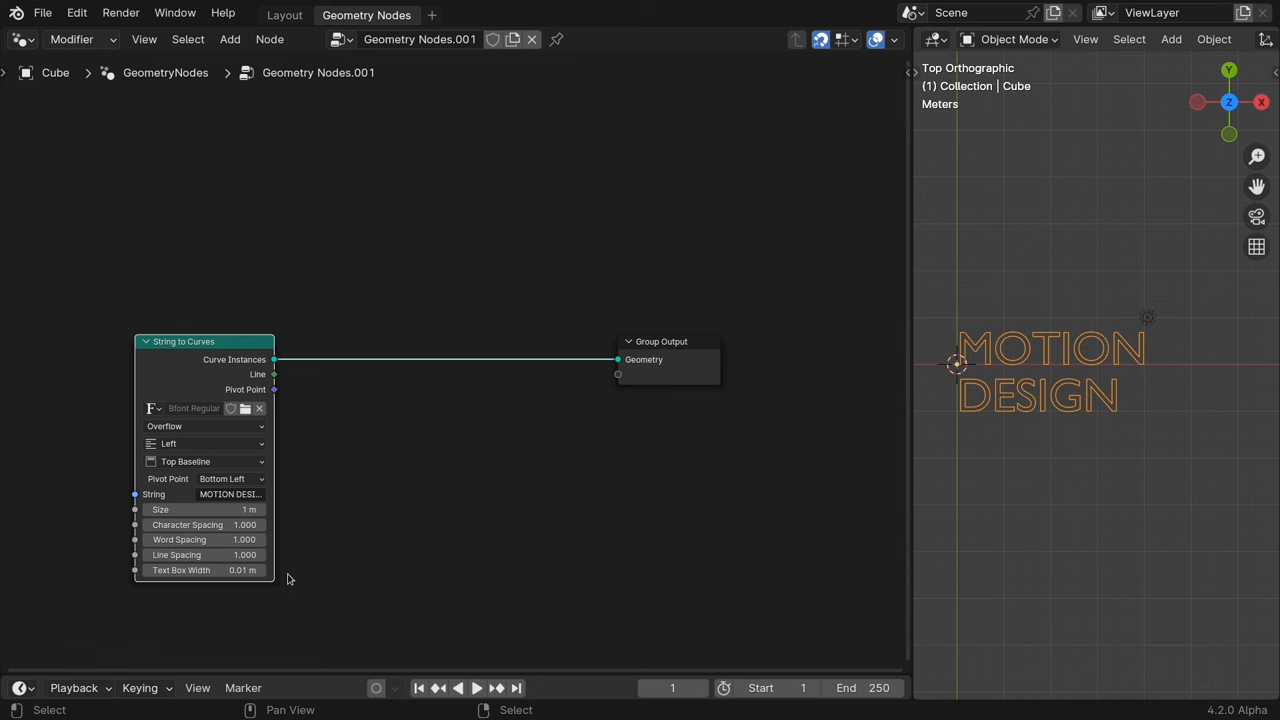 File Edit Render Window Help Layout Geometry Nodes + Scene ViewLayer
Modifier View Select Add Node Geometry Nodes.001 Object Mode View Select Add Object
Cube > GeometryNodes > Geometry Nodes.001
Top Orthographic
(1) Collection | Cube
Meters
Y
Z
X
String to Curves
Curve Instances
Line
Pivot Point
F Bfont Regular
Overflow
Left
Top Baseline
Pivot Point Bottom Left
String MOTION DESI...
Size 1 m
Character Spacing 1.000
Word Spacing 1.000
Line Spacing 1.000
Text Box Width 0.01 m
Group Output
Geometry
MOTION
DESIGN
Playback Keying View Marker 1 Start 1 End 250
Select Pan View Select 4.2.0 Alpha